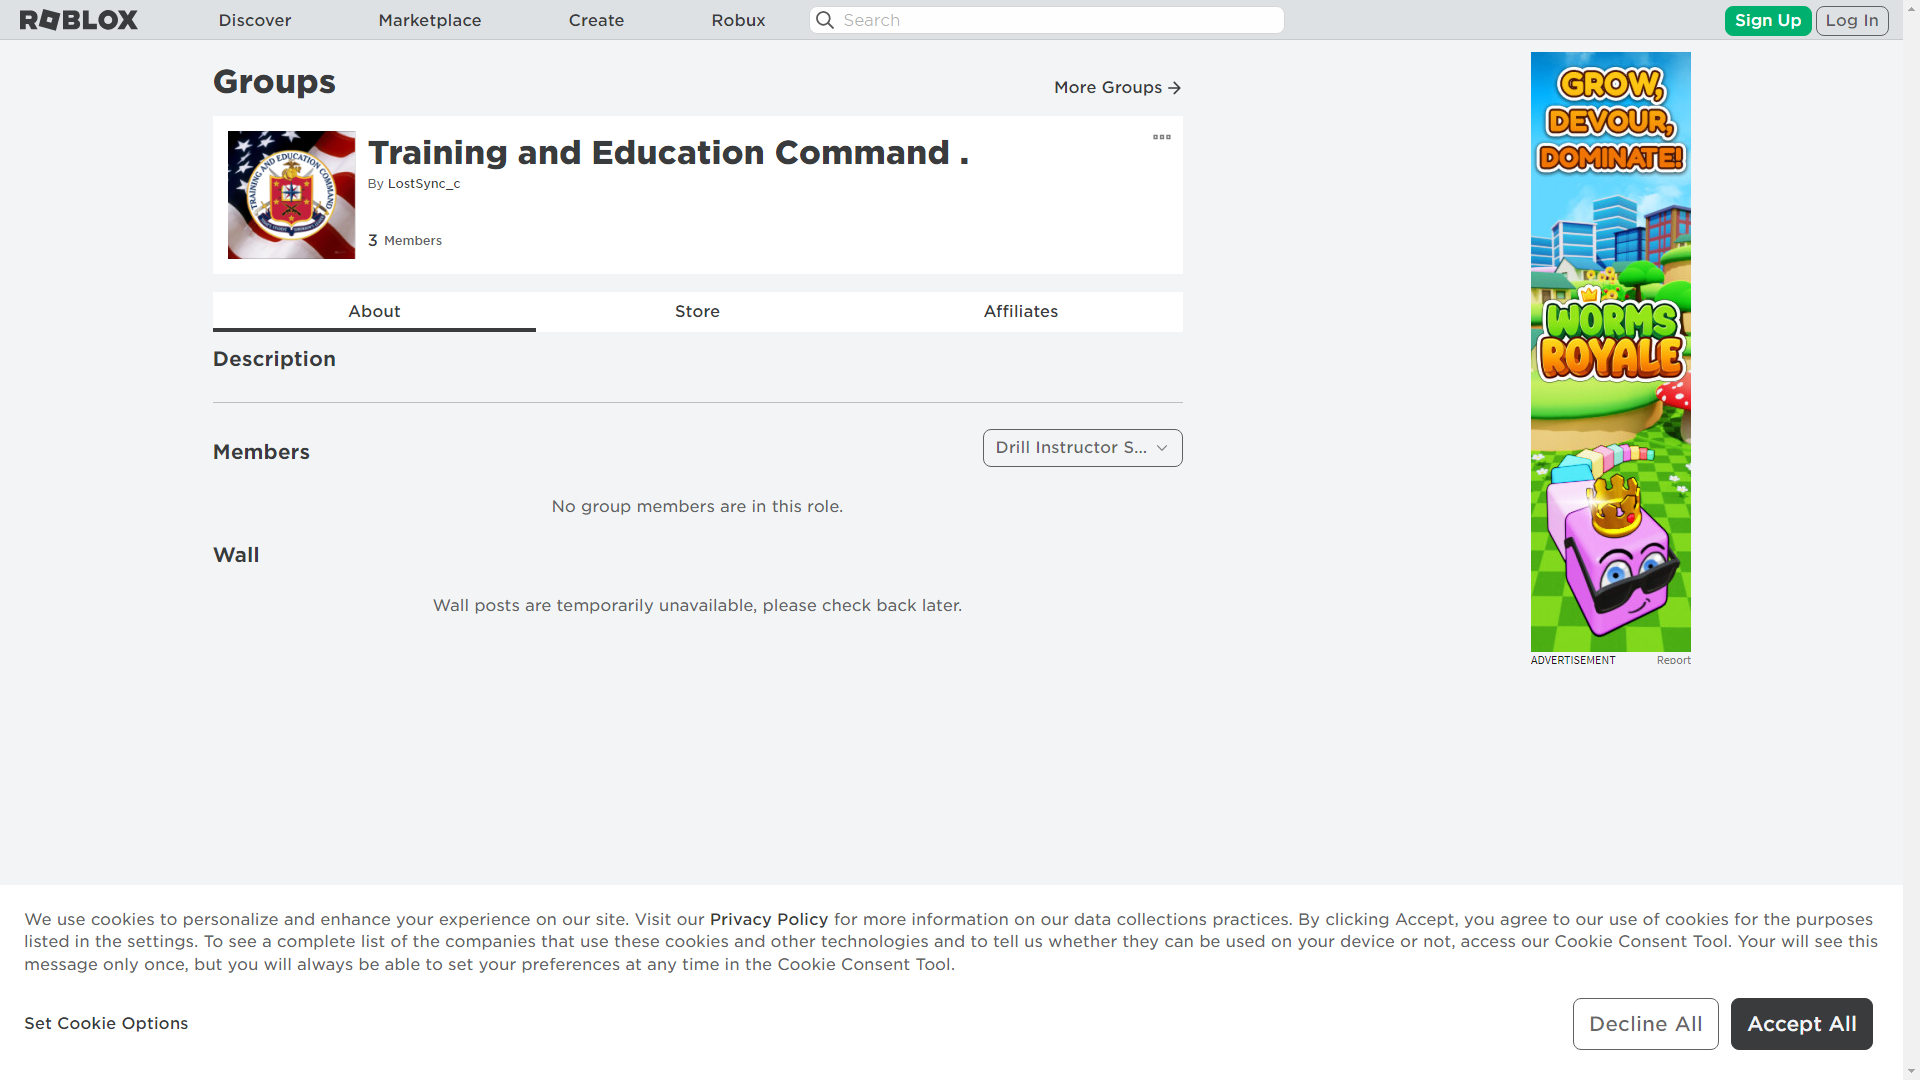 ROBLOX
Discover
Marketplace
Create
Robux
Search
Sign Up
Log In
Groups
More Groups
TRAINING AND EDUCATION COMMAND
Training and Education Command .
By LostSync_c
3 Members
About
Store
Affiliates
Description
Members
Drill Instructor S...
No group members are in this role.
Wall
Wall posts are temporarily unavailable, please check back later.
GROW,
DEVOUR,
DOMINATE!
WORMS
ROYALE
ADVERTISEMENT
Report
We use cookies to personalize and enhance your experience on our site. Visit our Privacy Policy for more information on our data collections practices. By clicking Accept, you agree to our use of cookies for the purposes
listed in the settings. To see a complete list of the companies that use these cookies and other technologies and to tell us whether they can be used on your device or not, access our Cookie Consent Tool. Your will see this
message only once, but you will always be able to set your preferences at any time in the Cookie Consent Tool.
Set Cookie Options
Decline All
Accept All